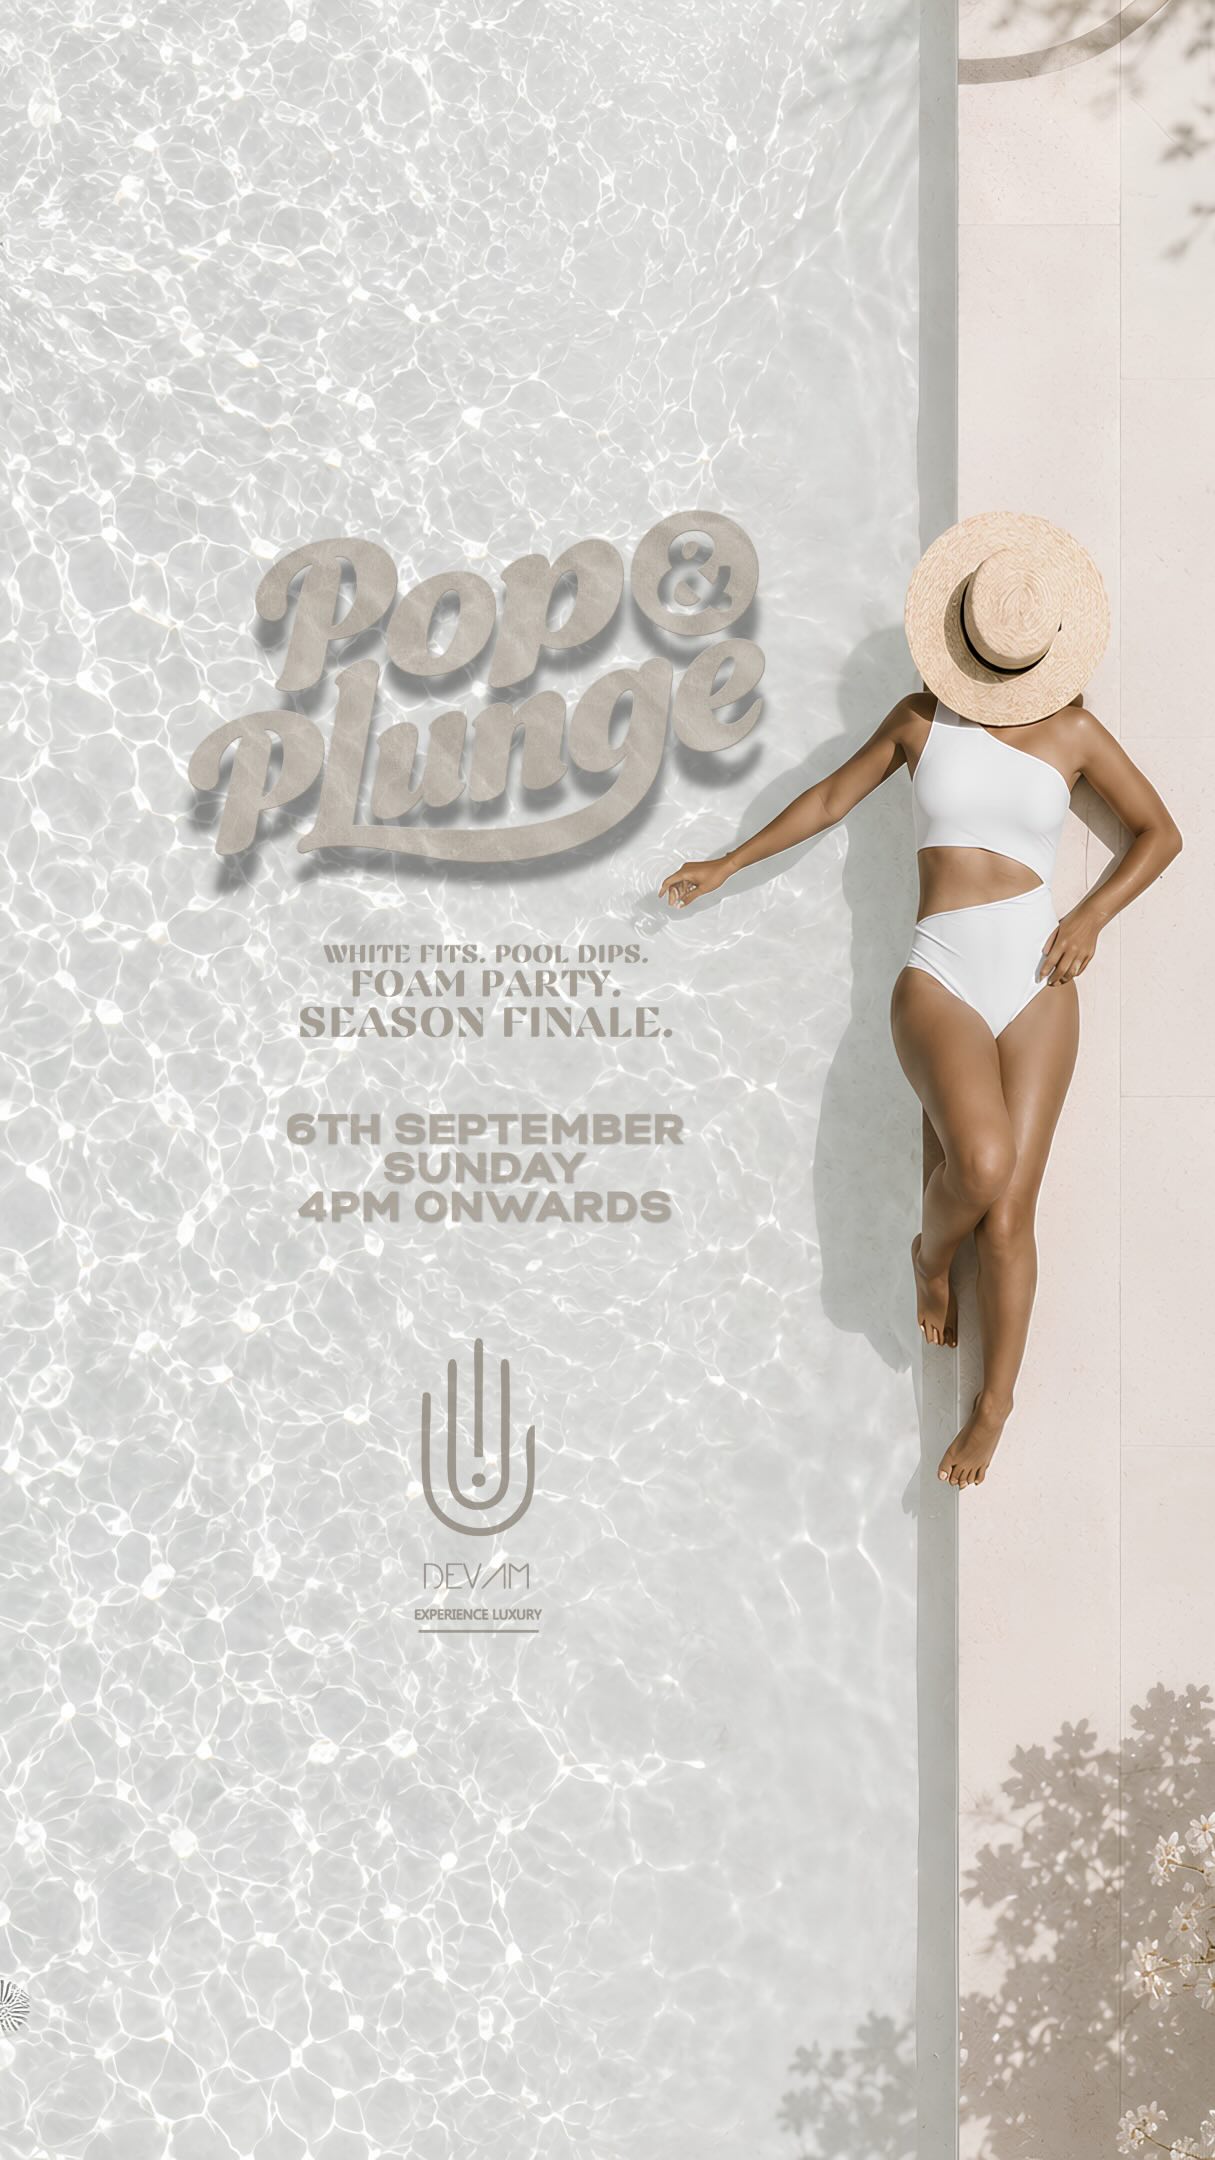 Pop &
Plunge
WHITE FITS. POOL DIPS.
FOAM PARTY.
SEASON FINALE.
6TH SEPTEMBER
SUNDAY
4PM ONWARDS
DEVAM
EXPERIENCE LUXURY